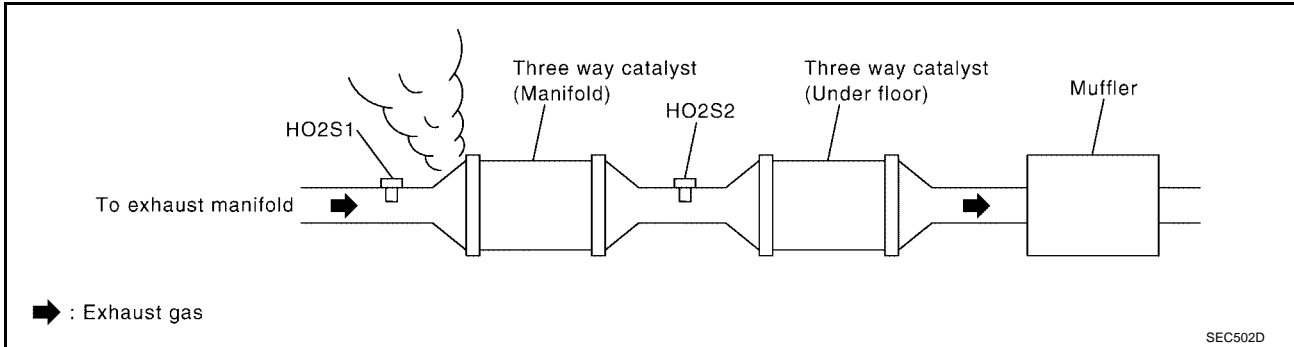 Three way catalyst
(Manifold)
Three way catalyst
(Under floor)
Muffler
HO2S1
HO2S2
To exhaust manifold
: Exhaust gas
SEC502D